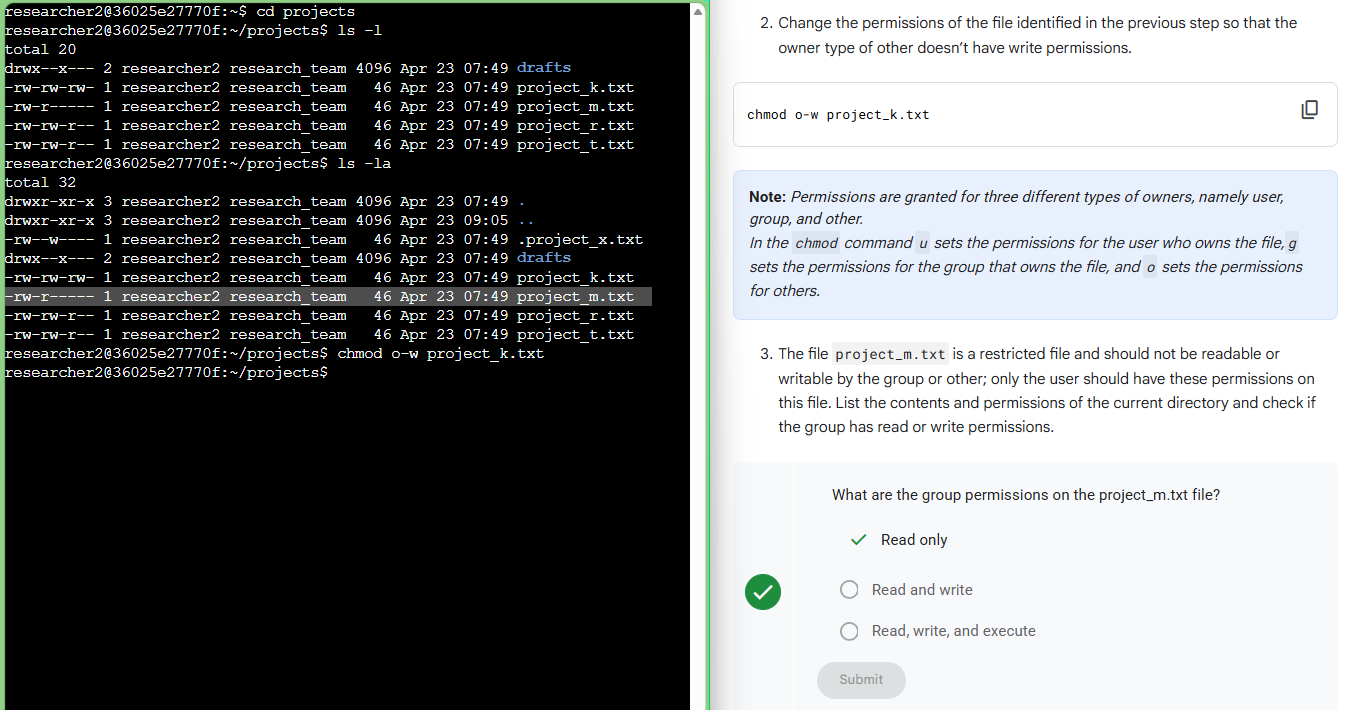 researcher2@36025e27770f:~$ cd projects
researcher2@36025e27770f:~/projects$ ls -l
total 20
drwx--x--- 2 researcher2 research_team 4096 Apr 23 07:49 drafts
-rw-rw-rw- 1 researcher2 research_team   46 Apr 23 07:49 project_k.txt
-rw-r----- 1 researcher2 research_team   46 Apr 23 07:49 project_m.txt
-rw-rw-r-- 1 researcher2 research_team   46 Apr 23 07:49 project_r.txt
-rw-rw-r-- 1 researcher2 research_team   46 Apr 23 07:49 project_t.txt
researcher2@36025e27770f:~/projects$ ls -la
total 32
drwxr-xr-x 3 researcher2 research_team 4096 Apr 23 07:49 .
drwxr-xr-x 3 researcher2 research_team 4096 Apr 23 09:05 ..
-rw--w---- 1 researcher2 research_team   46 Apr 23 07:49 .project_x.txt
drwx--x--- 2 researcher2 research_team 4096 Apr 23 07:49 drafts
-rw-rw-rw- 1 researcher2 research_team   46 Apr 23 07:49 project_k.txt
-rw-r----- 1 researcher2 research_team   46 Apr 23 07:49 project_m.txt
-rw-rw-r-- 1 researcher2 research_team   46 Apr 23 07:49 project_r.txt
-rw-rw-r-- 1 researcher2 research_team   46 Apr 23 07:49 project_t.txt
researcher2@36025e27770f:~/projects$ chmod o-w project_k.txt
researcher2@36025e27770f:~/projects$
2. Change the permissions of the file identified in the previous step so that the
owner type of other doesn’t have write permissions.
chmod o-w project_k.txt
Note: Permissions are granted for three different types of owners, namely user,
group, and other.
In the chmod command u sets the permissions for the user who owns the file, g
sets the permissions for the group that owns the file, and o sets the permissions
for others.
3. The file project_m.txt is a restricted file and should not be readable or
writable by the group or other; only the user should have these permissions on
this file. List the contents and permissions of the current directory and check if
the group has read or write permissions.
What are the group permissions on the project_m.txt file?
Read only
Read and write
Read, write, and execute
Submit